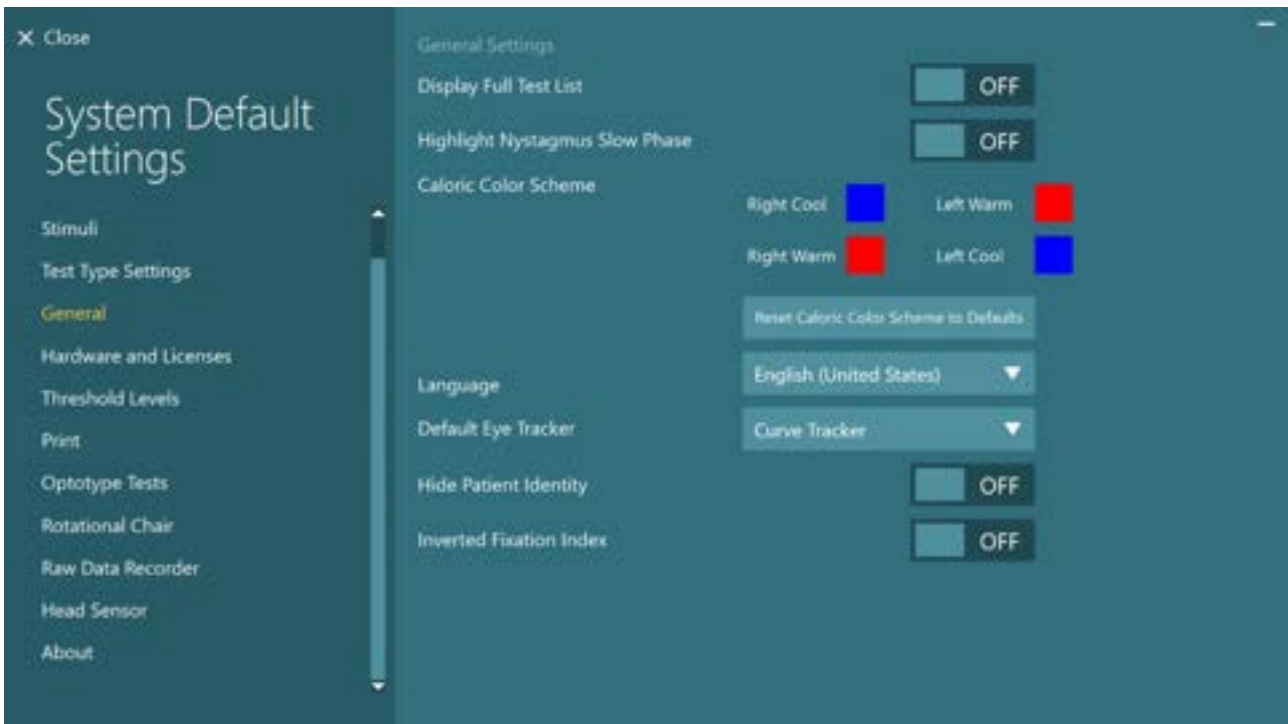 Close
System Default
Settings
Stimuli
Test Type Settings
General
Hardware and Licenses
Threshold Levels
Print
Optotype Tests
Rotational Chair
Raw Data Recorder
Head Sensor
About
General Settings
Display Full Test List OFF
Highlight Nystagmus Slow Phase OFF
Caloric Color Scheme
Right Cool Left Warm
Right Warm Left Cool
Reset Caloric Color Scheme to Defaults
Language English (United States)
Default Eye Tracker Curve Tracker
Hide Patient Identity OFF
Inverted Fixation Index OFF